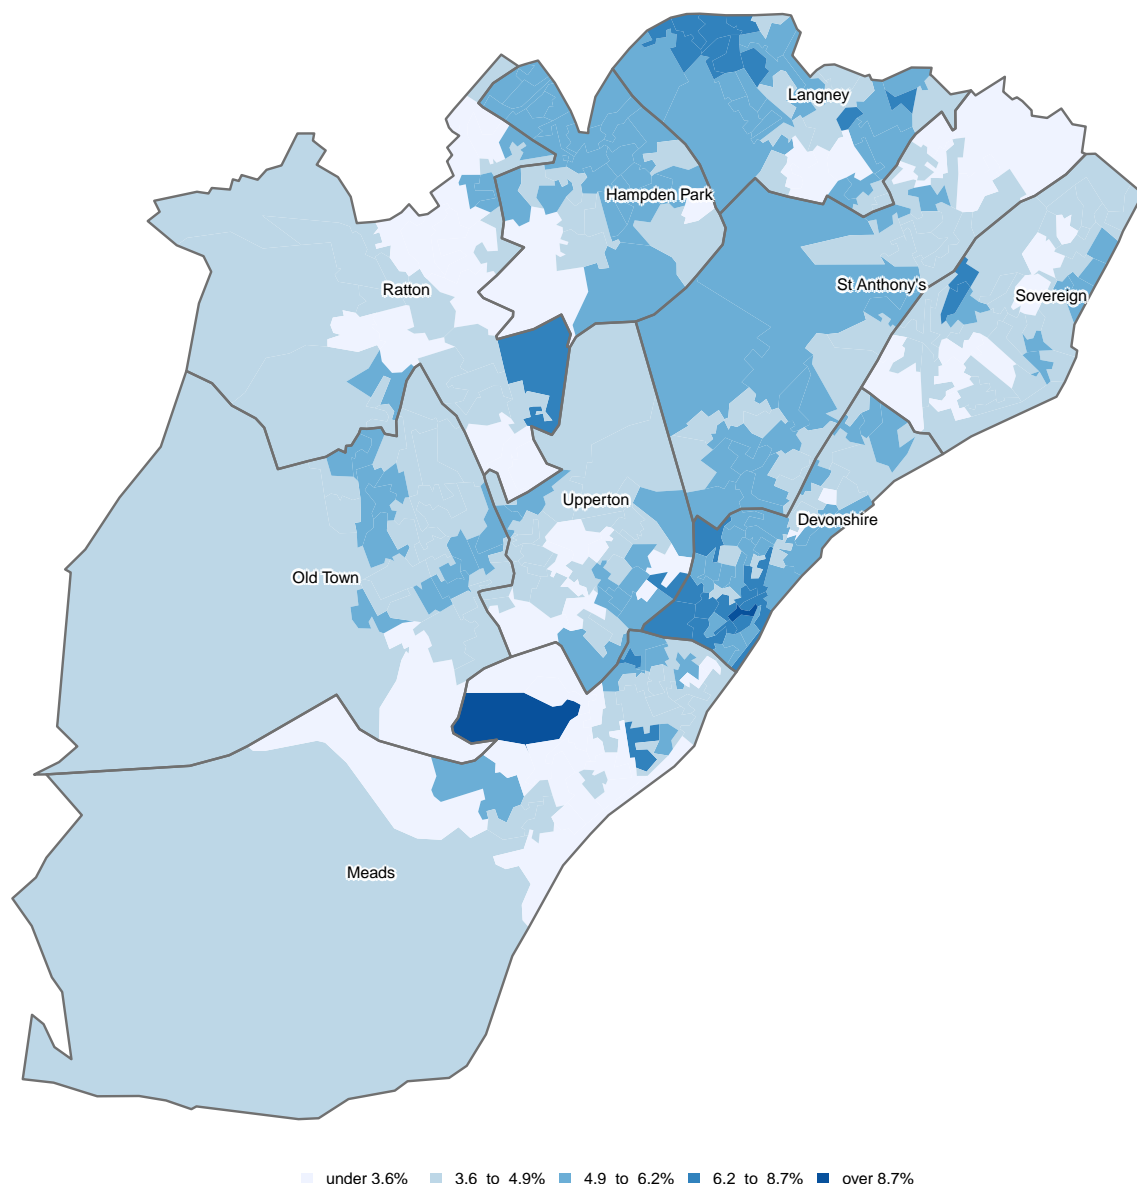 Langney
Hampden Park
St Anthony's
Ratton
Sovereign
Upperton
Devonshire
Old Town
Meads
under 3.6% 3.6 to 4.9% 4.9 to 6.2% 6.2 to 8.7% over 8.7%